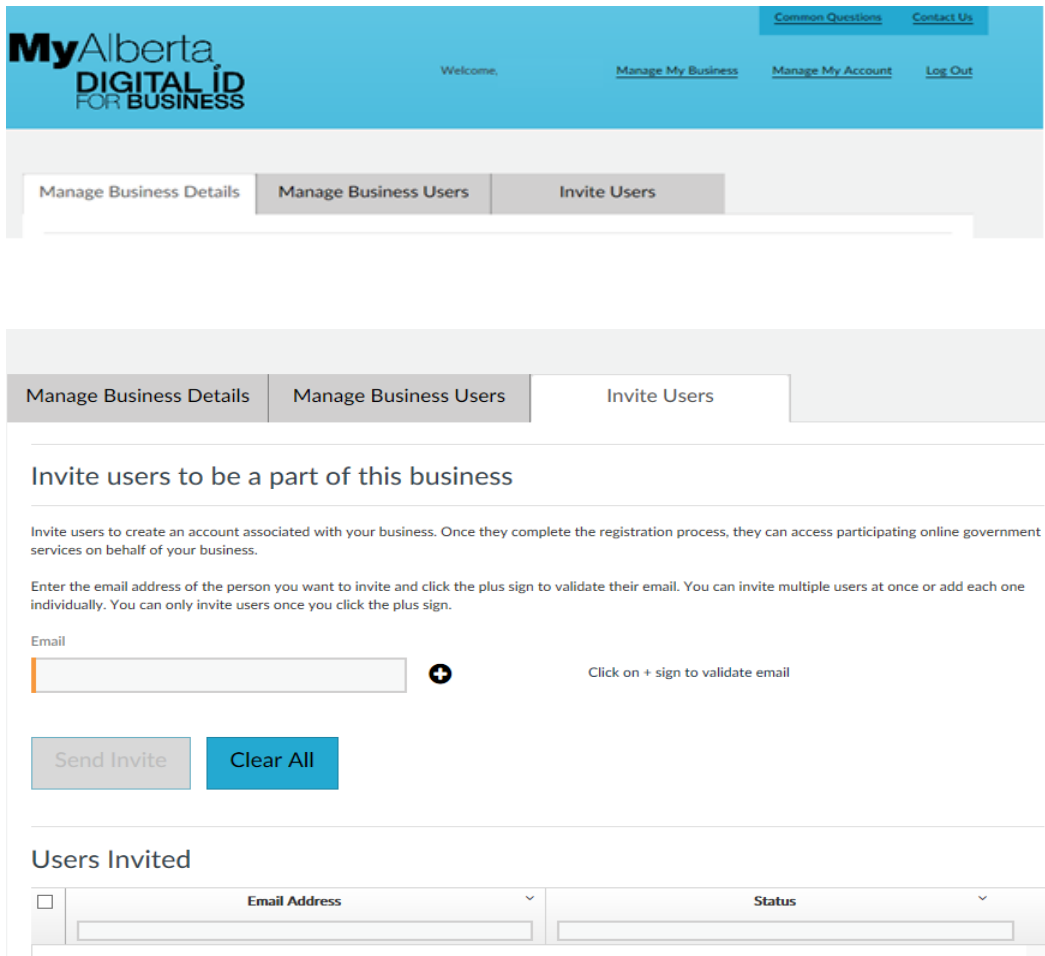 Common Questions Contact Us
MyAlberta
DIGITAL ID
FOR BUSINESS
Welcome, Manage My Business Manage My Account Log Out
Manage Business Details Manage Business Users Invite Users
Manage Business Details Manage Business Users Invite Users
Invite users to be a part of this business
Invite users to create an account associated with your business. Once they complete the registration process, they can access participating online government
services on behalf of your business.
Enter the email address of the person you want to invite and click the plus sign to validate their email. You can invite multiple users at once or add each one
individually. You can only invite users once you click the plus sign.
Email
Click on + sign to validate email
Send Invite Clear All
Users Invited
Email Address Status